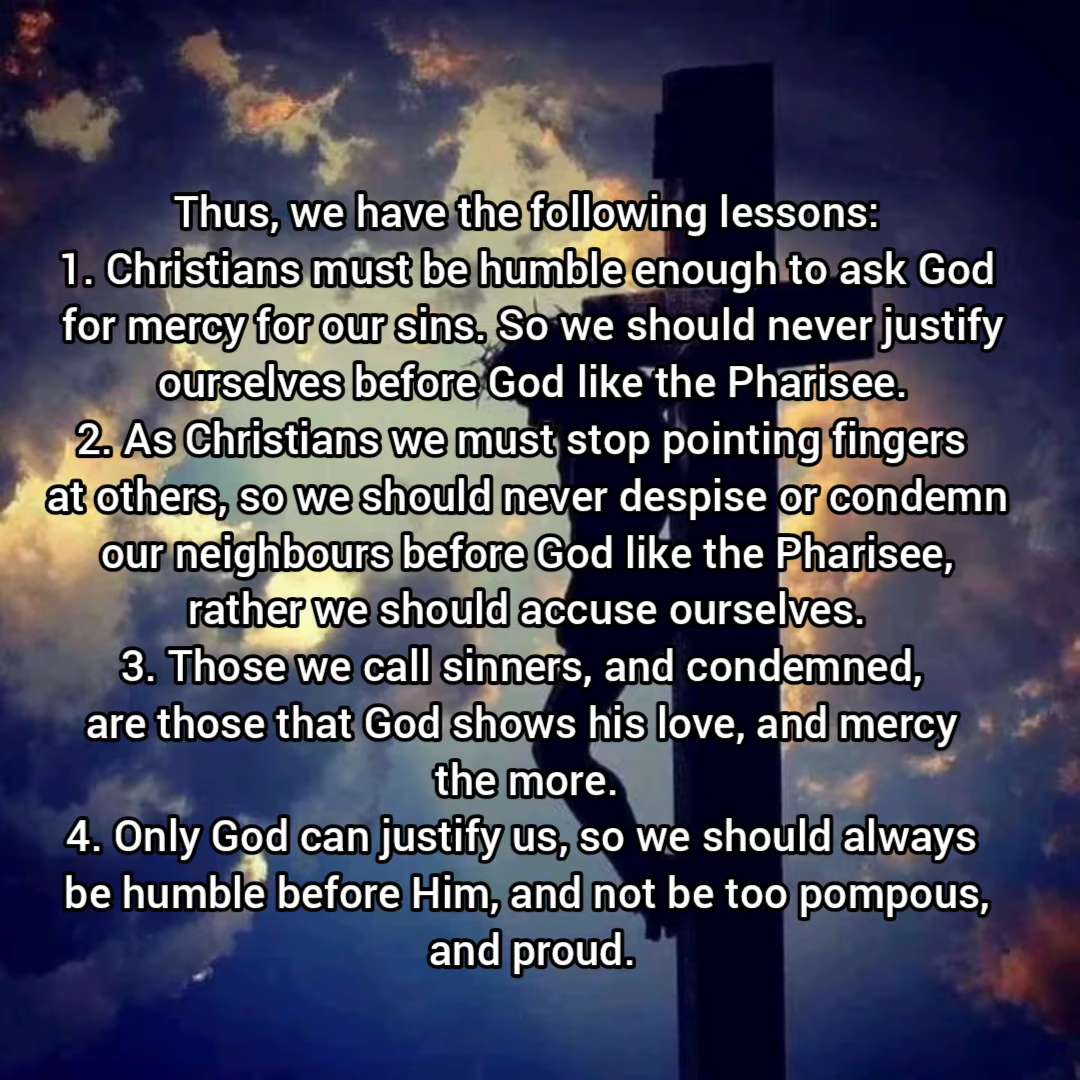 Thus, we have the following lessons:
1. Christians must be humble enough to ask God
for mercy for our sins. So we should never justify
ourselves before God like the Pharisee.
2. As Christians we must stop pointing fingers
at others, so we should never despise or condemn
our neighbours before God like the Pharisee,
rather we should accuse ourselves.
3. Those we call sinners, and condemned,
are those that God shows his love, and mercy
the more.
4. Only God can justify us, so we should always
be humble before Him, and not be too pompous,
and proud.